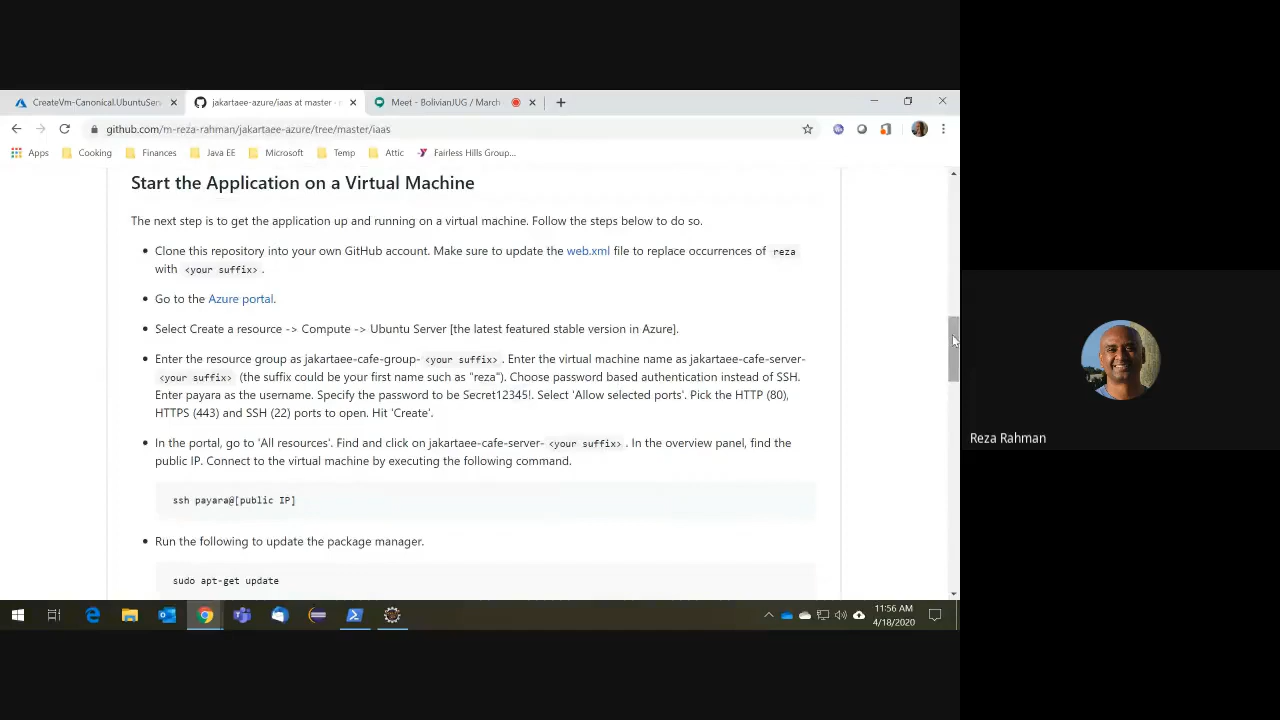 CreateVm-Canonical.UbuntuServ
jakartaee-azure/iaas at master ·
Meet - BolivianJUG / March
github.com/m-reza-rahman/jakartaee-azure/tree/master/iaas
Apps
Cooking
Finances
Java EE
Microsoft
Temp
Attic
Fairless Hills Group...
Start the Application on a Virtual Machine
The next step is to get the application up and running on a virtual machine. Follow the steps below to do so.
• Clone this repository into your own GitHub account. Make sure to update the web.xml file to replace occurrences of reza
with <your suffix>.
• Go to the Azure portal.
• Select Create a resource -> Compute -> Ubuntu Server [the latest featured stable version in Azure].
• Enter the resource group as jakartaee-cafe-group-<your suffix>. Enter the virtual machine name as jakartaee-cafe-server-
<your suffix> (the suffix could be your first name such as "reza"). Choose password based authentication instead of SSH.
Enter payara as the username. Specify the password to be Secret12345!. Select 'Allow selected ports'. Pick the HTTP (80),
HTTPS (443) and SSH (22) ports to open. Hit 'Create'.
• In the portal, go to 'All resources'. Find and click on jakartaee-cafe-server-<your suffix>. In the overview panel, find the
public IP. Connect to the virtual machine by executing the following command.
ssh payara@[public IP]
• Run the following to update the package manager.
sudo apt-get update
Reza Rahman
11:56 AM
4/18/2020